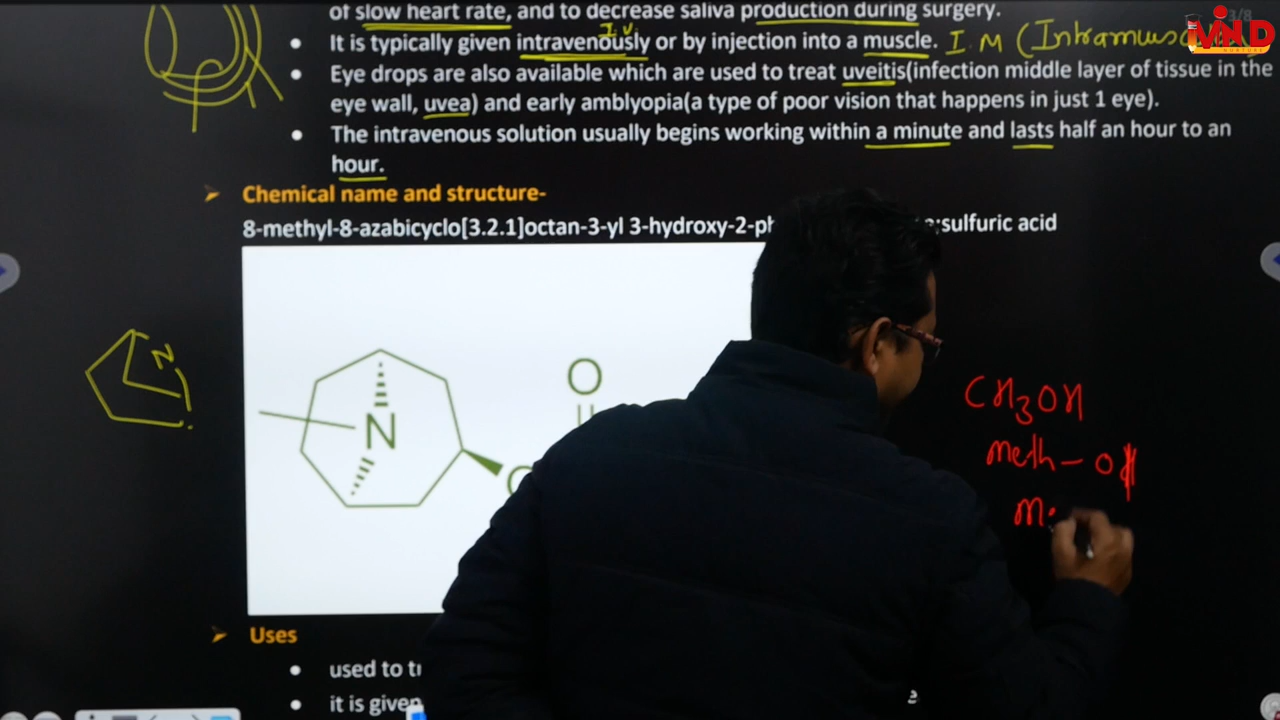 of slow heart rate, and to decrease saliva production during surgery.
I.V
It is typically given intravenously or by injection into a muscle. I.M (Intramus
Eye drops are also available which are used to treat uveitis(infection middle layer of tissue in the
eye wall, uvea) and early amblyopia(a type of poor vision that happens in just 1 eye).
The intravenous solution usually begins working within a minute and lasts half an hour to an
hour.
Chemical name and structure-
8-methyl-8-azabicyclo[3.2.1]octan-3-yl 3-hydroxy-2-ph sulfuric acid
N
N
O
O
CH3OH
meth - O
Uses
used to
it is given
3/8
MIND